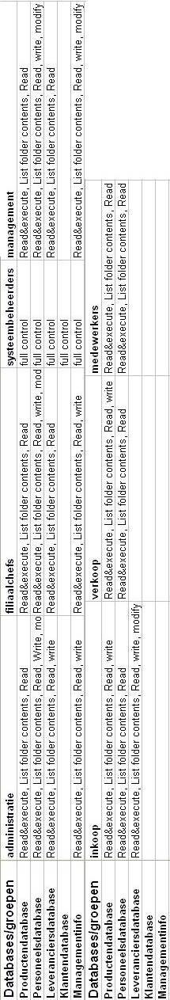 Databases/groepen administratie filiaalchefs systeembeheerders management
Productendatabase Read&execute, List folder contents, Read Read&execute, List folder contents, Read full control Read&execute, List folder contents, Read
Personeelsdatabase Read&execute, List folder contents, Read, Write, mo Read&execute, List folder contents, Read, write, mod full control Read&execute, List folder contents, Read, write, modify
Leveranciersdatabase Read&execute, List folder contents, Read, write Read&execute, List folder contents, Read full control Read&execute, List folder contents, Read
Klantendatabase full control
Managementinfo Read&execute, List folder contents, Read, write Read&execute, List folder contents, Read, write full control Read&execute, List folder contents, Read, write, modify
Databases/groepen inkoop verkoop medewerkers
Productendatabase Read&execute, List folder contents, Read, write Read&execute, List folder contents, Read, write Read&execute, List folder contents, Read
Personeelsdatabase Read&execute, List folder contents, Read Read&execute, List folder contents, Read Read&execute, List folder contents, Read
Leveranciersdatabase Read&execute, List folder contents, Read, write, modify
Klantendatabase
Managementinfo